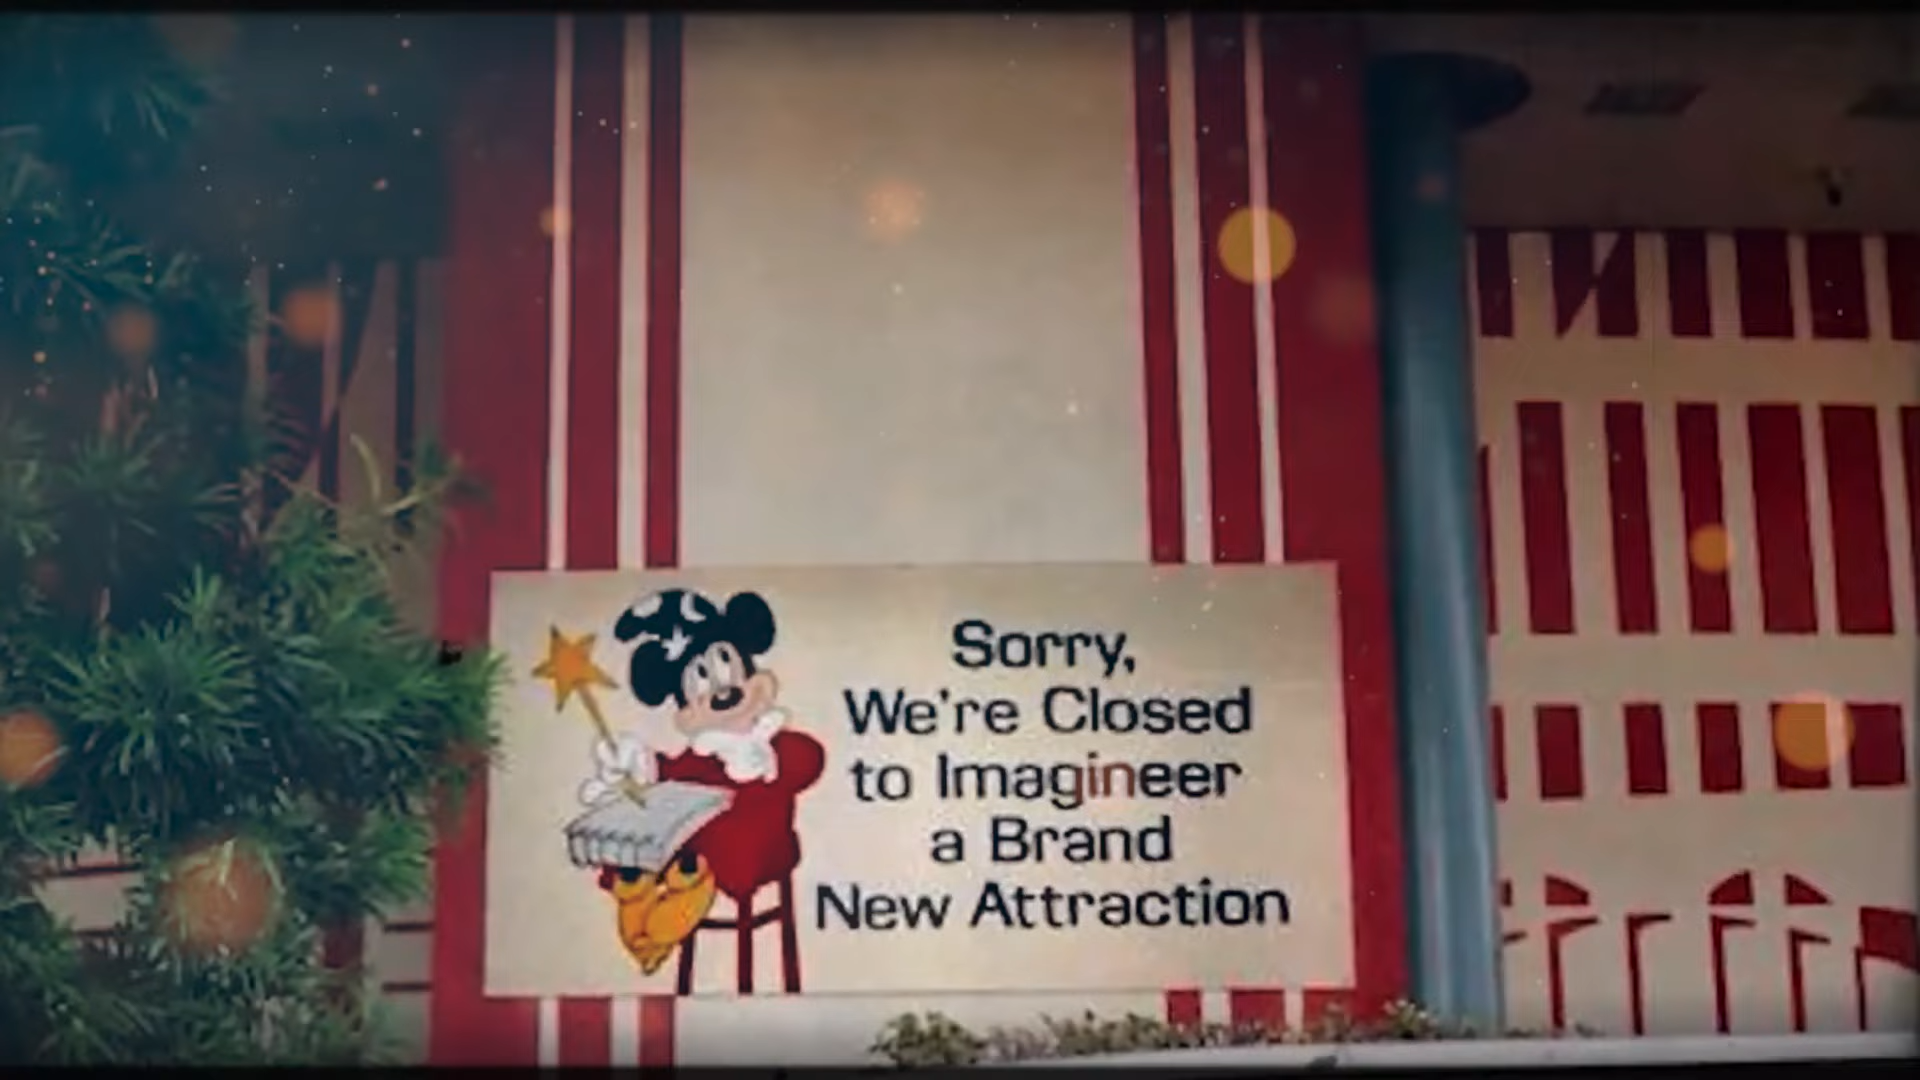 Sorry,
We're Closed
to Imagineer
a Brand
New Attraction